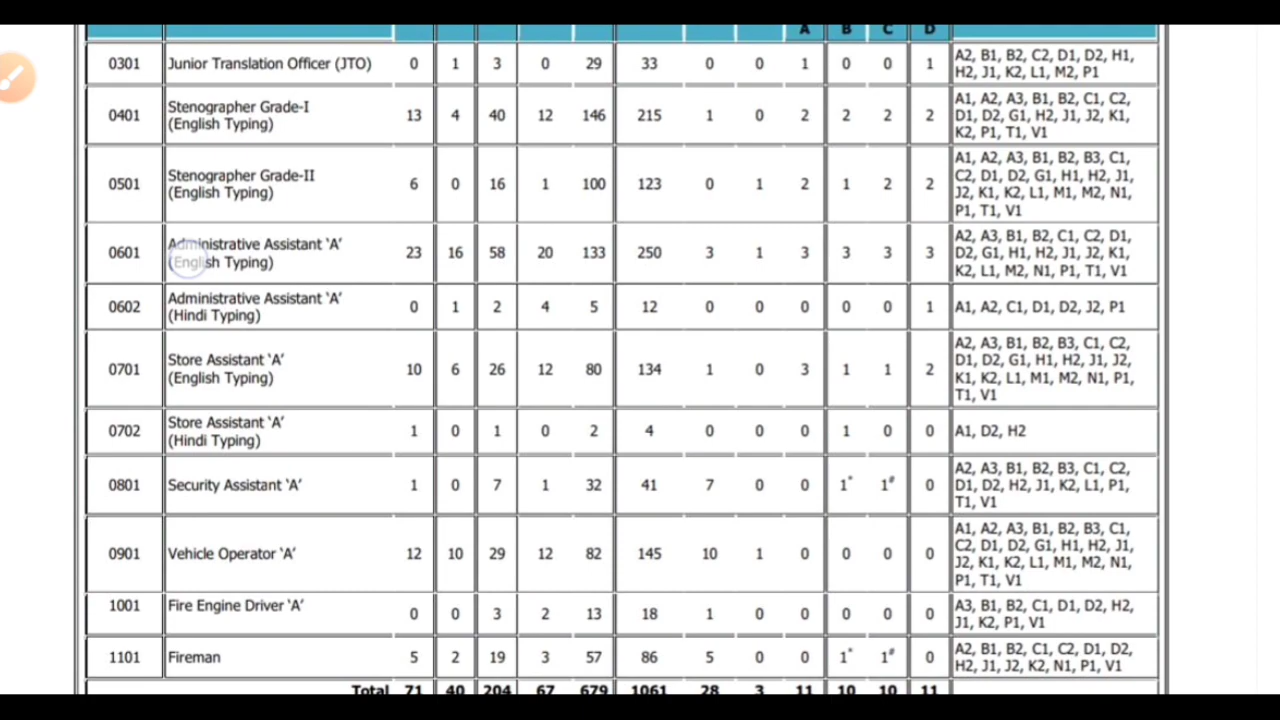 A B C D
0301 Junior Translation Officer (JTO) 0 1 3 0 29 33 0 0 1 0 0 1 A2, B1, B2, C2, D1, D2, H1,
H2, J1, K2, L1, M2, P1
0401 Stenographer Grade-I
(English Typing) 13 4 40 12 146 215 1 0 2 2 2 2 A1, A2, A3, B1, B2, C1, C2,
D1, D2, G1, H2, J1, J2, K1,
K2, P1, T1, V1
0501 Stenographer Grade-II
(English Typing) 6 0 16 1 100 123 0 1 2 1 2 2 A1, A2, A3, B1, B2, B3, C1,
C2, D1, D2, G1, H1, H2, J1,
J2, K1, K2, L1, M1, M2, N1,
P1, T1, V1
0601 Administrative Assistant ‘A’
(English Typing) 23 16 58 20 133 250 3 1 3 3 3 3 A2, A3, B1, B2, C1, C2, D1,
D2, G1, H1, H2, J1, J2, K1,
K2, L1, M2, N1, P1, T1, V1
0602 Administrative Assistant ‘A’
(Hindi Typing) 0 1 2 4 5 12 0 0 0 0 0 1 A1, A2, C1, D1, D2, J2, P1
0701 Store Assistant ‘A’
(English Typing) 10 6 26 12 80 134 1 0 3 1 1 2 A2, A3, B1, B2, B3, C1, C2,
D1, D2, G1, H1, H2, J1, J2,
K1, K2, L1, M1, M2, N1, P1,
T1, V1
0702 Store Assistant ‘A’
(Hindi Typing) 1 0 1 0 2 4 0 0 0 1 0 0 A1, D2, H2
0801 Security Assistant ‘A’ 1 0 7 1 32 41 7 0 0 1* 1# 0 A2, A3, B1, B2, B3, C1, C2,
D1, D2, H2, J1, K2, L1, P1,
T1, V1
0901 Vehicle Operator ‘A’ 12 10 29 12 82 145 10 1 0 0 0 0 A1, A2, A3, B1, B2, B3, C1,
C2, D1, D2, G1, H1, H2, J1,
J2, K1, K2, L1, M1, M2, N1,
P1, T1, V1
1001 Fire Engine Driver ‘A’ 0 0 3 2 13 18 1 0 0 0 0 0 A3, B1, B2, C1, D1, D2, H2,
J1, K2, P1, V1
1101 Fireman 5 2 19 3 57 86 5 0 0 1* 1# 0 A2, B1, B2, C1, C2, D1, D2,
H2, J1, J2, K2, N1, P1, V1
Total 71 40 204 67 679 1061 28 3 11 10 10 11